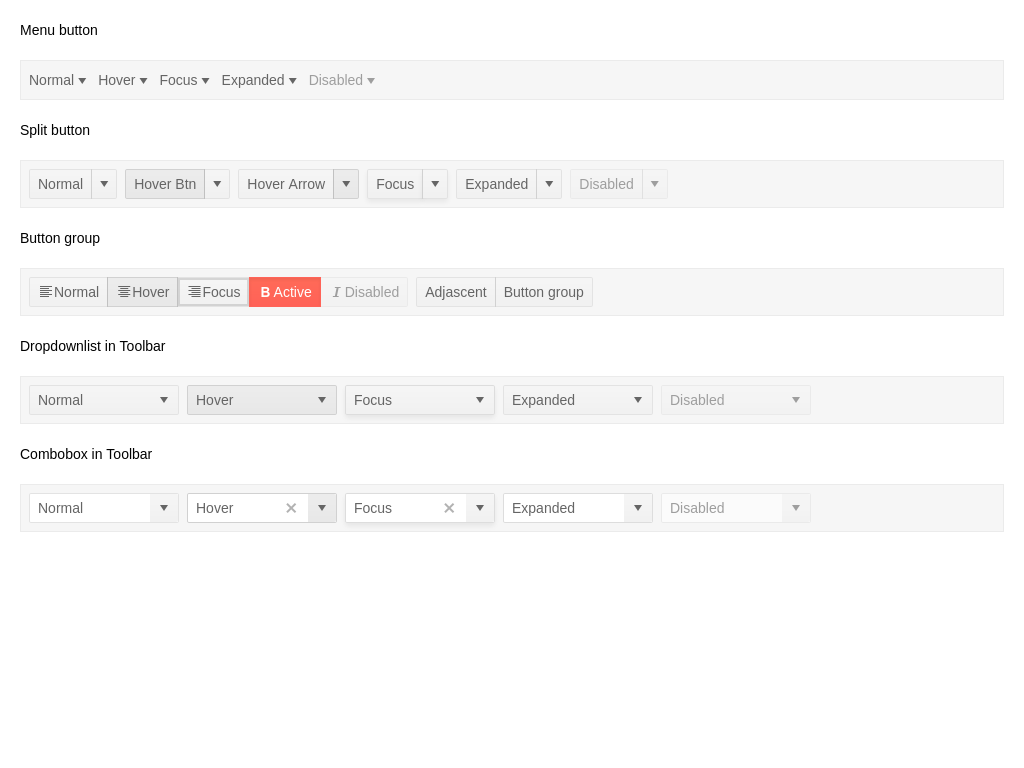 Menu button
Normal Hover Focus Expanded Disabled
Split button
Normal Hover Btn Hover Arrow Focus Expanded Disabled
Button group
Normal Hover Focus B Active I Disabled Adjascent Button group
Dropdownlist in Toolbar
Normal Hover Focus Expanded Disabled
Combobox in Toolbar
Normal Hover Focus Expanded Disabled